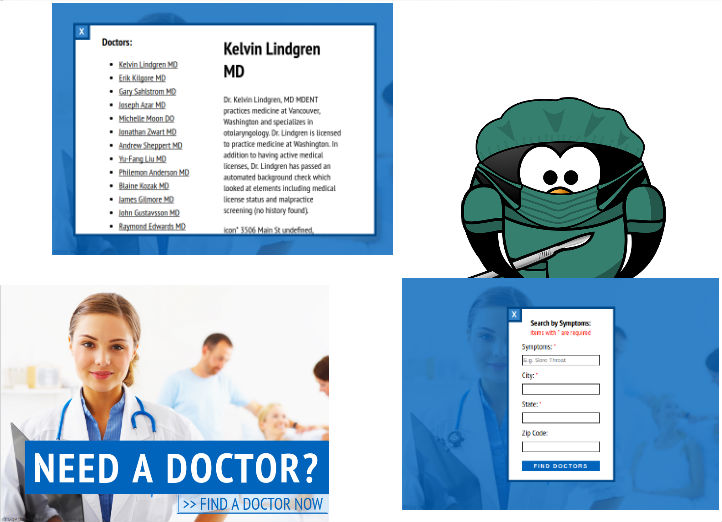 X
Doctors:
Kelvin Lindgren MD
Erik Kilgore MD
Gary Sahlstrom MD
Joseph Azar MD
Michelle Moon DO
Jonathan Zwart MD
Andrew Sheppert MD
Yu-Fang Liu MD
Philemon Anderson MD
Blaine Kozak MD
James Gilmore MD
John Gustavsson MD
Raymond Edwards MD
Kelvin Lindgren
MD
Dr. Kelvin Lindgren, MD MDENT
practices medicine at Vancouver,
Washington and specializes in
otolaryngology. Dr. Lindgren is licensed
to practice medicine at Washington. In
addition to having active medical
licenses, Dr. Lindgren has passed an
automated background check which
looked at elements including medical
license status and malpractice
screening (no history found).
icon" 3506 Main St undefined,
NEED A DOCTOR?
>> FIND A DOCTOR NOW
X
Search by Symptoms:
Items with * are required
Symptoms: *
E.g. Sore Throat
City: *
State: *
Zip Code:
FIND DOCTORS